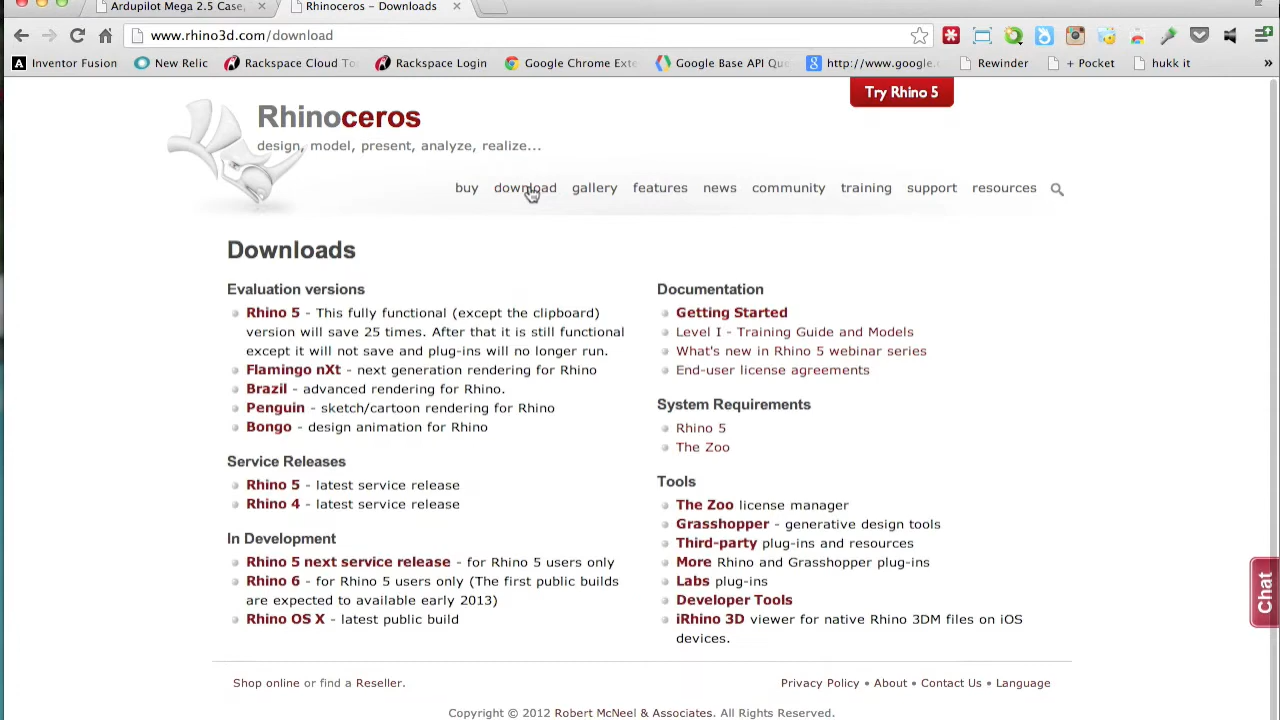 Ardupilot Mega 2.5 Case,
Rhinoceros – Downloads
www.rhino3d.com/download
Inventor Fusion
New Relic
Rackspace Cloud To
Rackspace Login
Google Chrome Exte
Google Base API Qu
http://www.google.c
Rewinder
+ Pocket
hukk it
»
Try Rhino 5
Rhinoceros
design, model, present, analyze, realize...
buy download gallery features news community training support resources
Downloads
Evaluation versions
Rhino 5 - This fully functional (except the clipboard)
version will save 25 times. After that it is still functional
except it will not save and plug-ins will no longer run.
Flamingo nXt - next generation rendering for Rhino
Brazil - advanced rendering for Rhino.
Penguin - sketch/cartoon rendering for Rhino
Bongo - design animation for Rhino
Service Releases
Rhino 5 - latest service release
Rhino 4 - latest service release
In Development
Rhino 5 next service release - for Rhino 5 users only
Rhino 6 - for Rhino 5 users only (The first public builds
are expected to available early 2013)
Rhino OS X - latest public build
Documentation
Getting Started
Level I - Training Guide and Models
What's new in Rhino 5 webinar series
End-user license agreements
System Requirements
Rhino 5
The Zoo
Tools
The Zoo license manager
Grasshopper - generative design tools
Third-party plug-ins and resources
More Rhino and Grasshopper plug-ins
Labs plug-ins
Developer Tools
iRhino 3D viewer for native Rhino 3DM files on iOS
devices.
Chat
Shop online or find a Reseller.
Privacy Policy • About • Contact Us • Language
Copyright © 2012 Robert McNeel & Associates. All Rights Reserved.